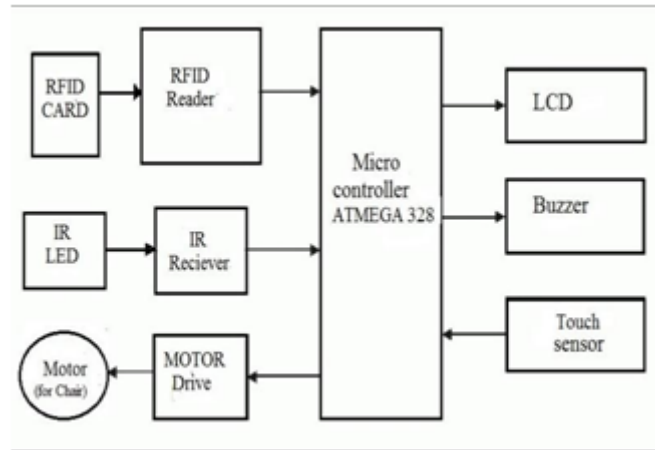 RFID
CARD
RFID
Reader
IR
LED
IR
Reciever
Motor
(for Chair)
MOTOR
Drive
Micro
controller
ATMEGA 328
LCD
Buzzer
Touch
sensor